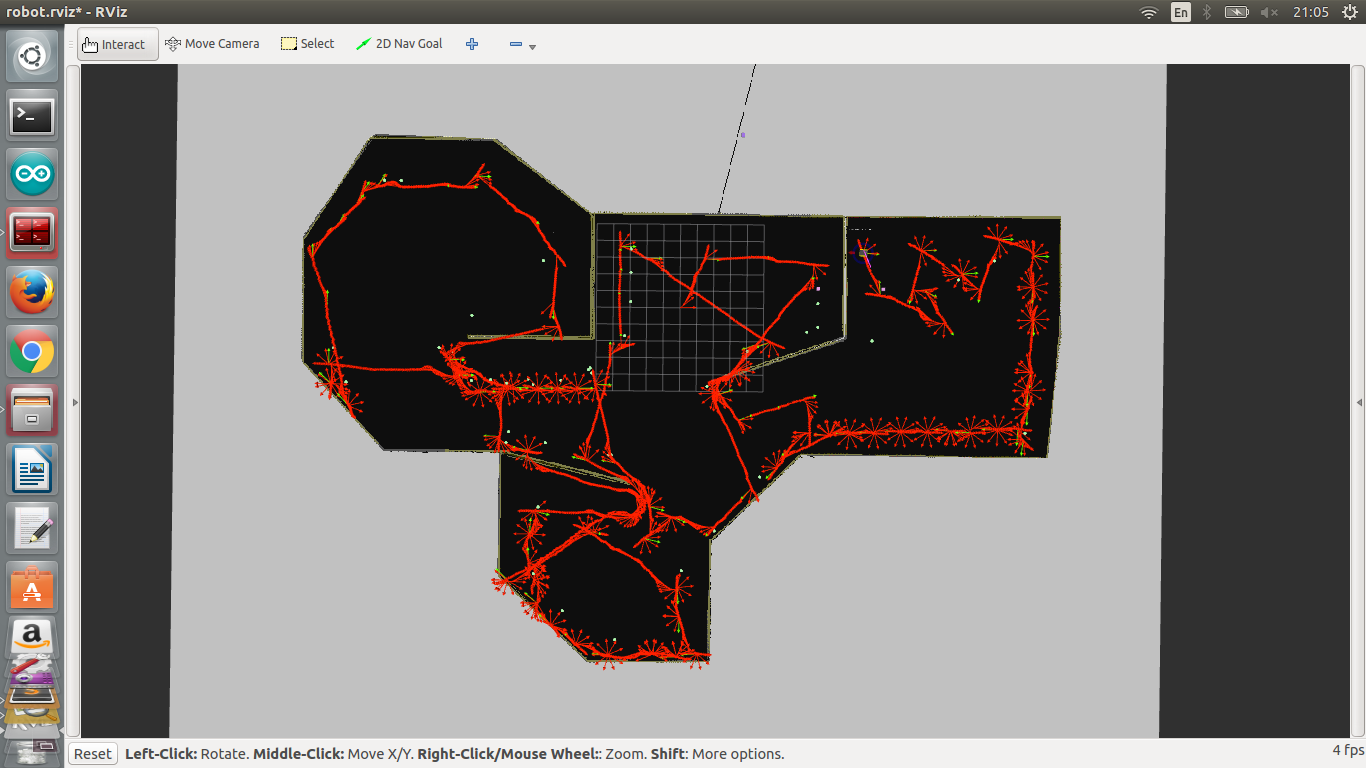 robot.rviz* - RViz
En
21:05
Interact
Move Camera
Select
2D Nav Goal
Reset
Left-Click: Rotate. Middle-Click: Move X/Y. Right-Click/Mouse Wheel:: Zoom. Shift: More options.
4 fps